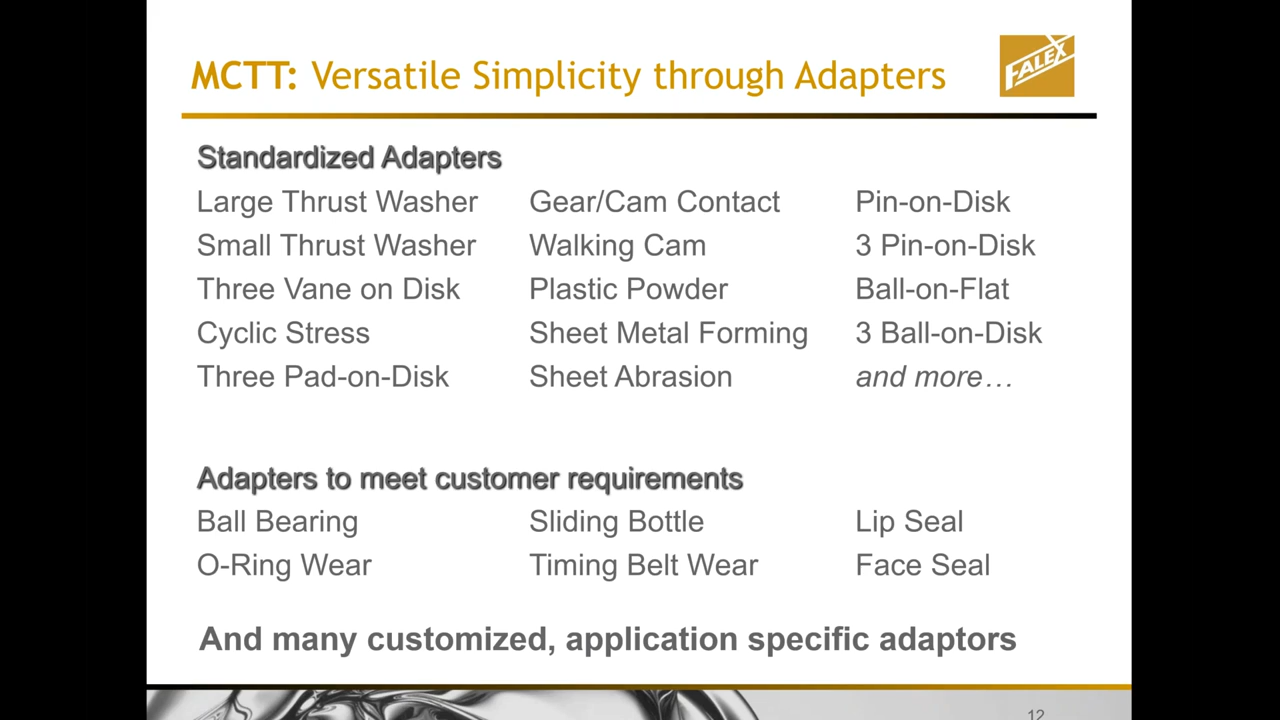 MCTT: Versatile Simplicity through Adapters
FALEX
Standardized Adapters
Large Thrust Washer Gear/Cam Contact Pin-on-Disk
Small Thrust Washer Walking Cam 3 Pin-on-Disk
Three Vane on Disk Plastic Powder Ball-on-Flat
Cyclic Stress Sheet Metal Forming 3 Ball-on-Disk
Three Pad-on-Disk Sheet Abrasion and more…
Adapters to meet customer requirements
Ball Bearing Sliding Bottle Lip Seal
O-Ring Wear Timing Belt Wear Face Seal
And many customized, application specific adaptors
12